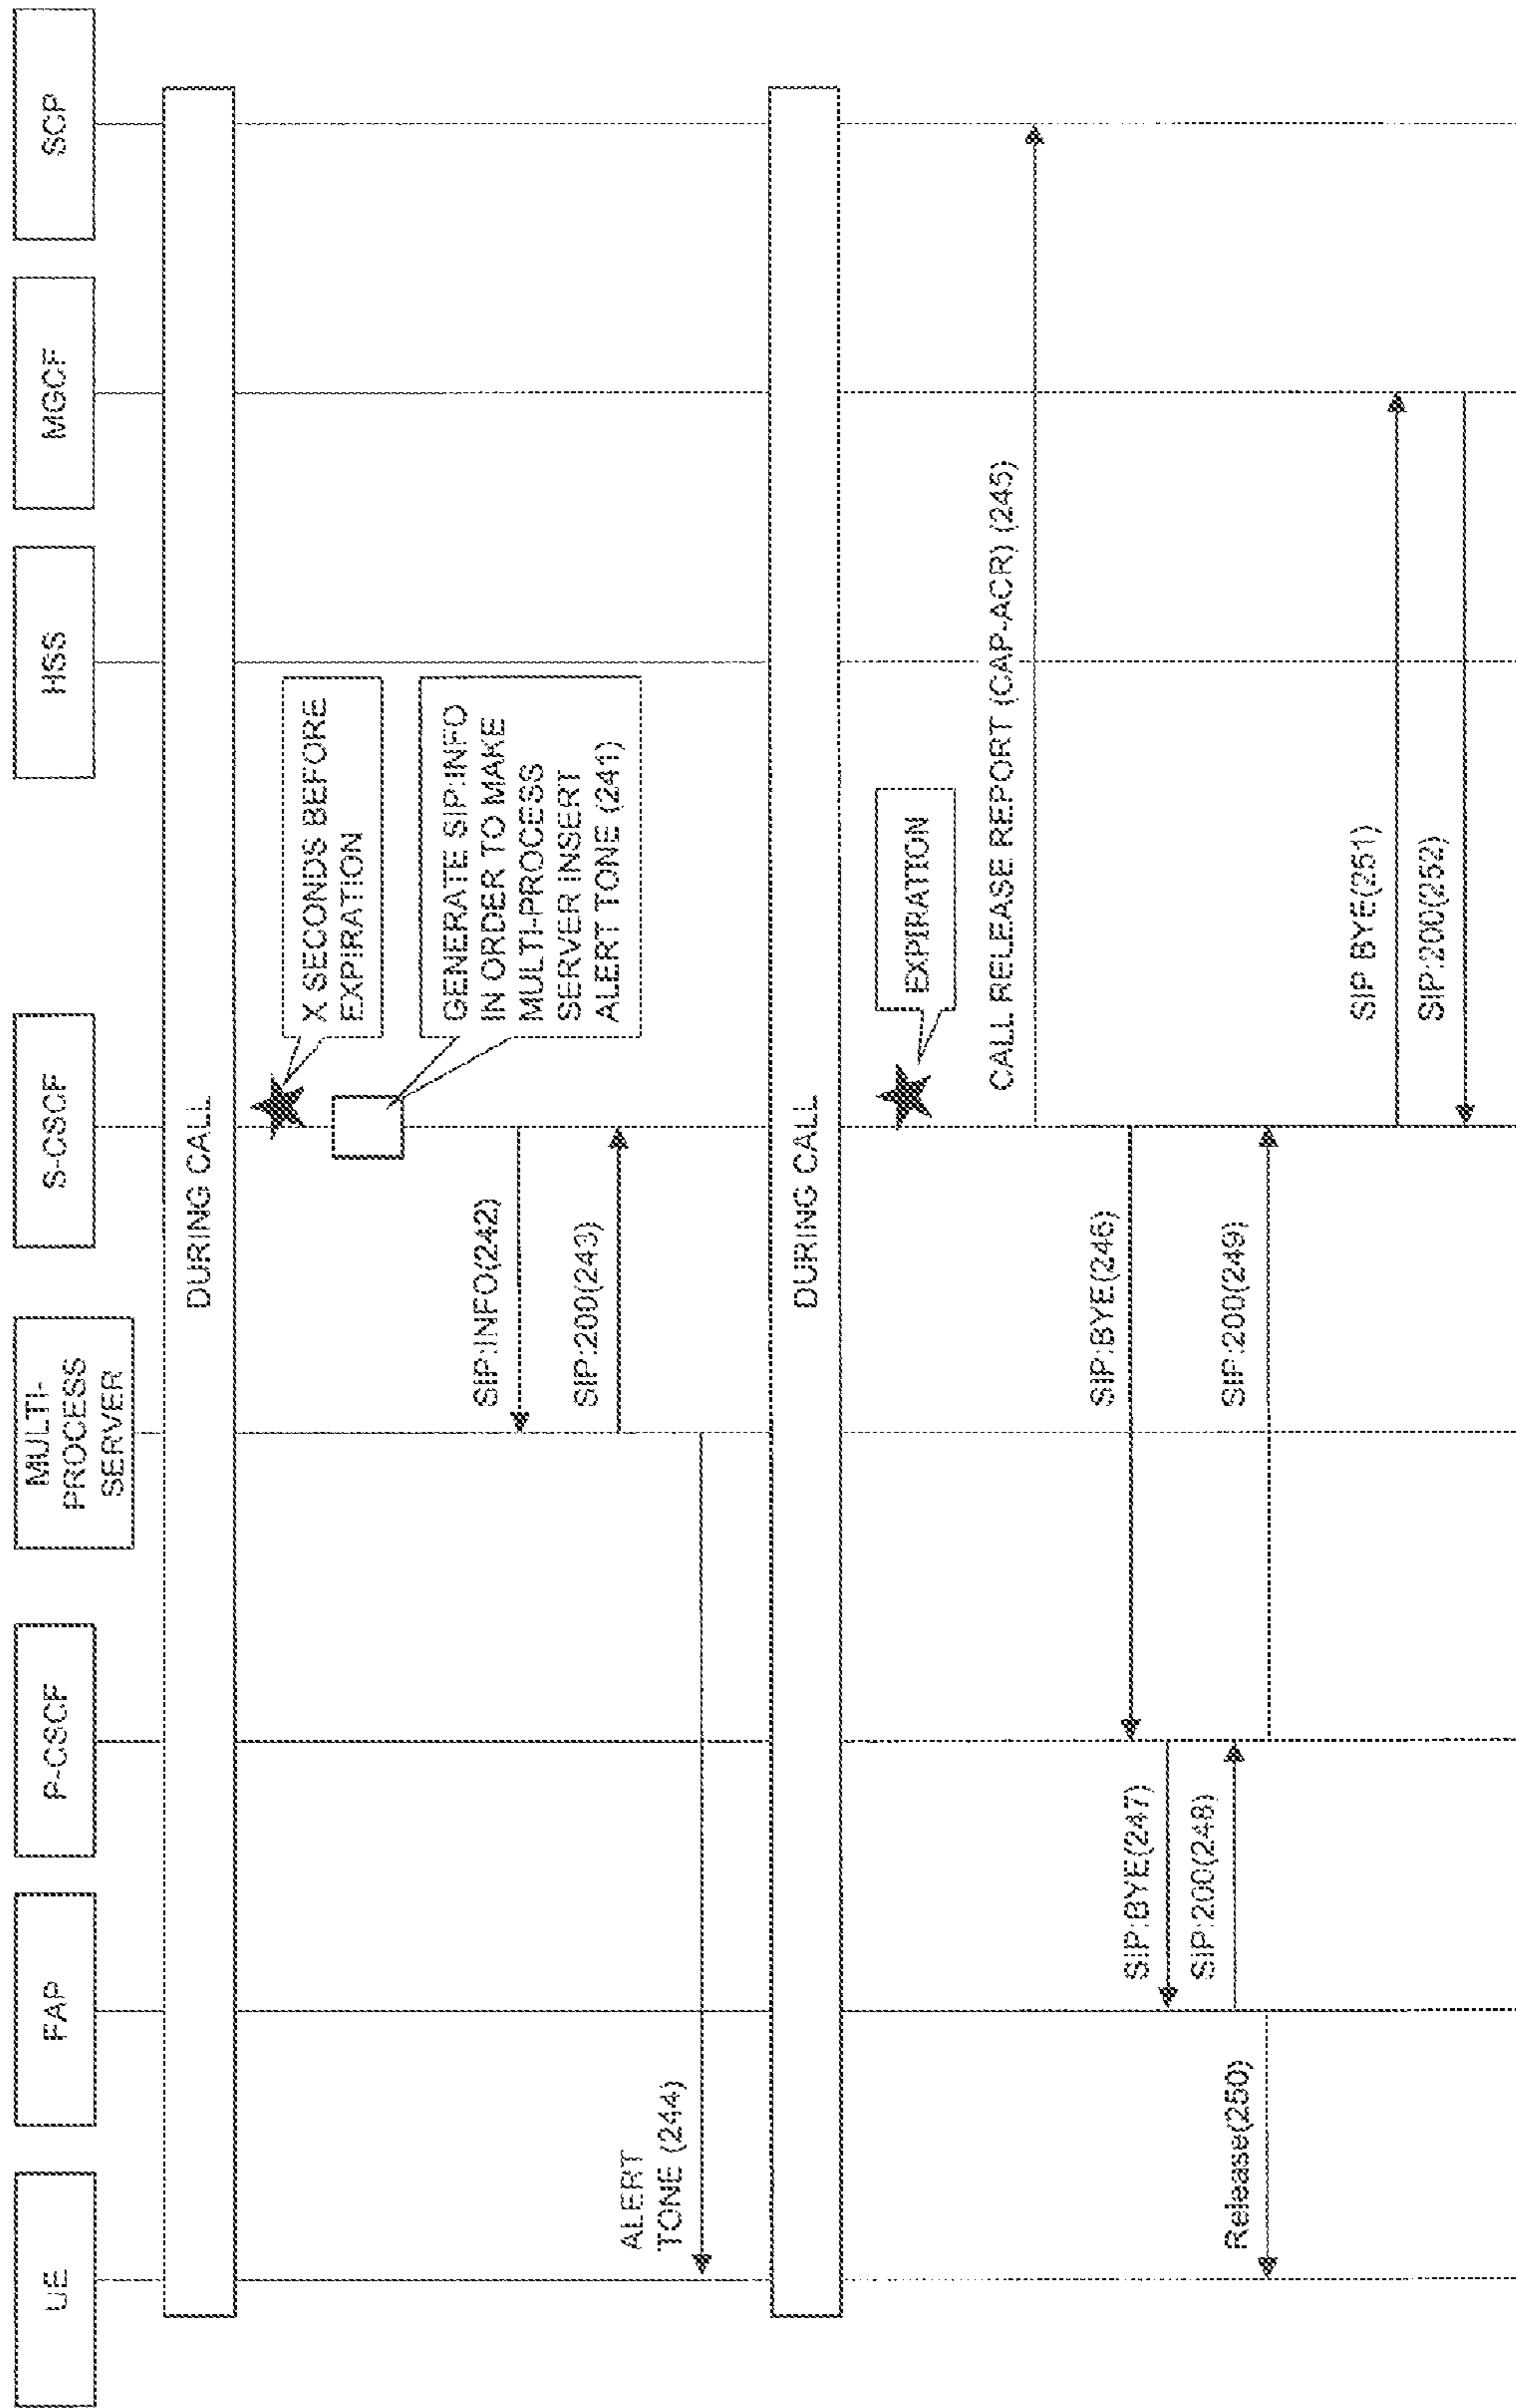 UE
FAP
P-CSCF
MULTI-
PROCESS
SERVER
S-CSCF
HSS
MGCF
SCP
DURING CALL
X SECONDS BEFORE
EXPIRATION
GENERATE SIP:INFO
IN ORDER TO MAKE
MULTI-PROCESS
SERVER INSERT
ALERT TONE (241)
SIP:INFO(242)
SIP:200(243)
ALERT
TONE (244)
DURING CALL
EXPIRATION
CALL RELEASE REPORT (CAP-ACR) (245)
SIP:BYE(246)
SIP:BYE(247)
SIP:200(248)
SIP:200(249)
Release(250)
SIP BYE(251)
SIP:200(252)